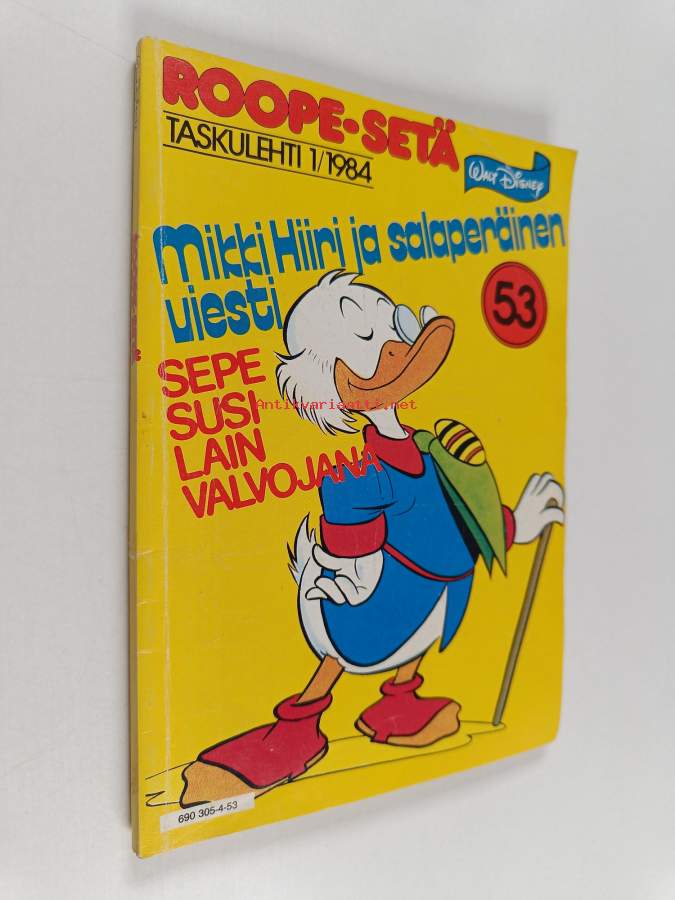 ROOPE-SETÄ
TASKULEHTI 1/1984
WALT DISNEY
Mikki Hiiri ja salaperäinen
viesti
53
SEPE
SUSI
LAIN
VALVOJANA
Antikvariaatti.net
690 305-4-53